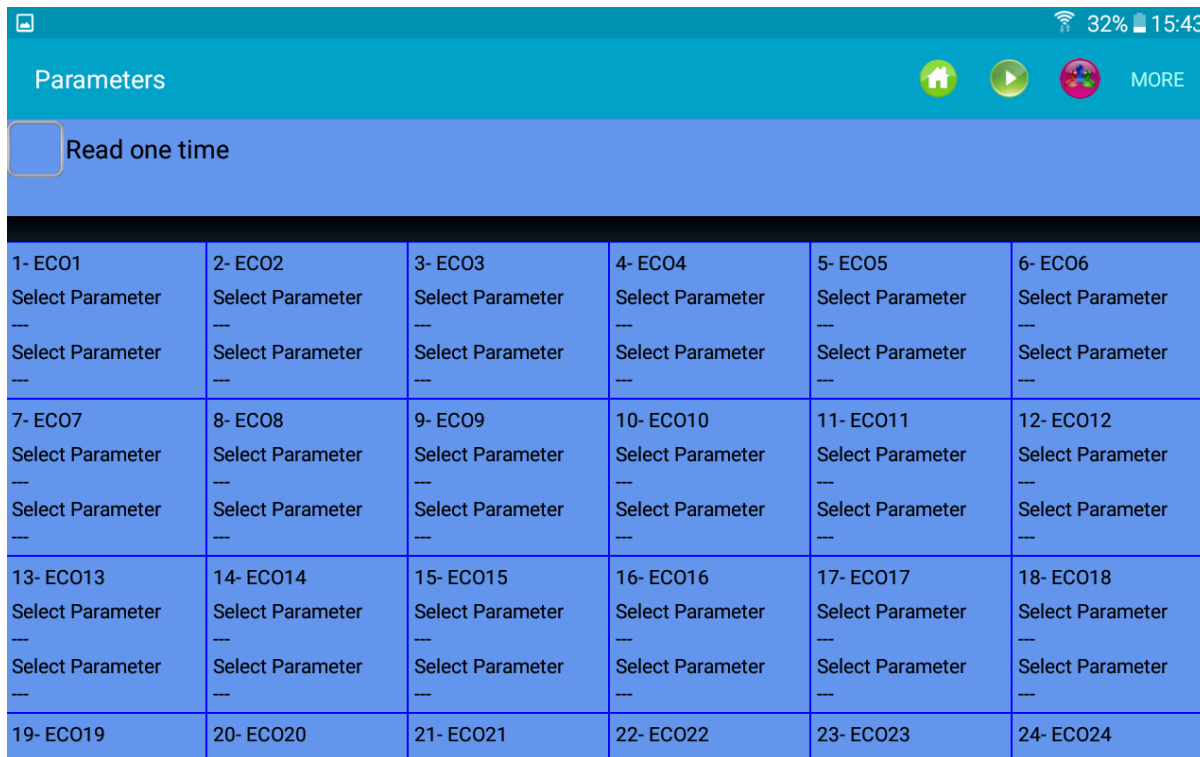 32% 15:43
Parameters MORE
Read one time
1- ECO1 2- ECO2 3- ECO3 4- ECO4 5- ECO5 6- ECO6
Select Parameter Select Parameter Select Parameter Select Parameter Select Parameter Select Parameter
--- --- --- --- --- ---
Select Parameter Select Parameter Select Parameter Select Parameter Select Parameter Select Parameter
--- --- --- --- --- ---
7- ECO7 8- ECO8 9- ECO9 10- ECO10 11- ECO11 12- ECO12
Select Parameter Select Parameter Select Parameter Select Parameter Select Parameter Select Parameter
--- --- --- --- --- ---
Select Parameter Select Parameter Select Parameter Select Parameter Select Parameter Select Parameter
--- --- --- --- --- ---
13- ECO13 14- ECO14 15- ECO15 16- ECO16 17- ECO17 18- ECO18
Select Parameter Select Parameter Select Parameter Select Parameter Select Parameter Select Parameter
--- --- --- --- --- ---
Select Parameter Select Parameter Select Parameter Select Parameter Select Parameter Select Parameter
--- --- --- --- --- ---
19- ECO19 20- ECO20 21- ECO21 22- ECO22 23- ECO23 24- ECO24